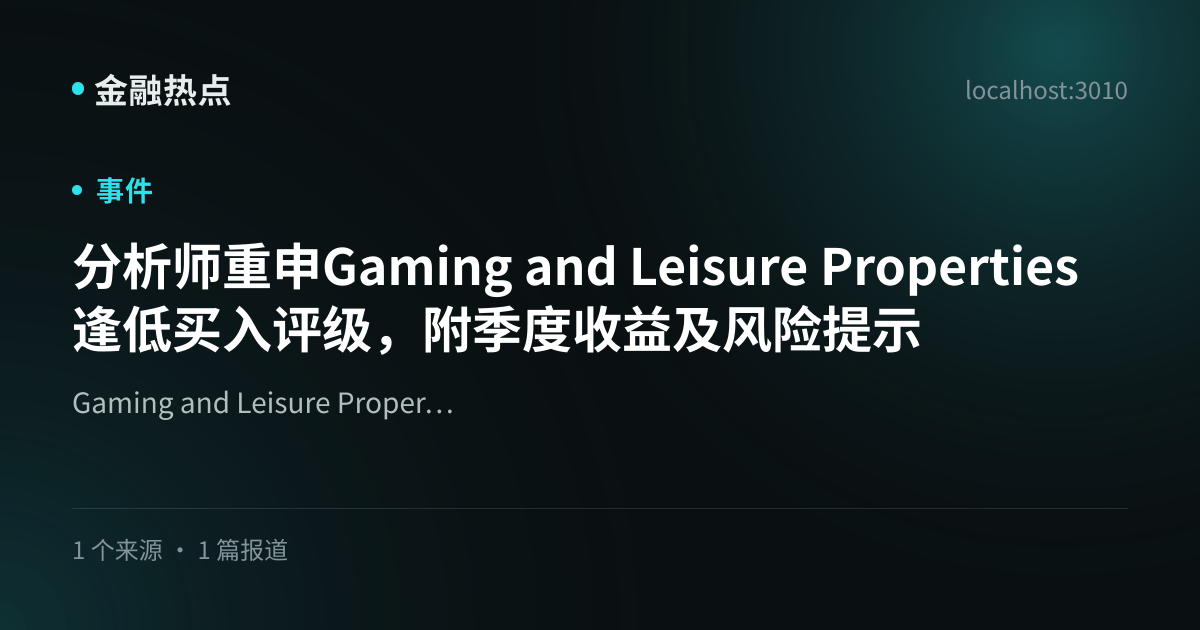 金融热点
localhost:3010
事件
分析师重申Gaming and Leisure Properties
逢低买入评级，附季度收益及风险提示
Gaming and Leisure Proper…
1 个来源 · 1 篇报道